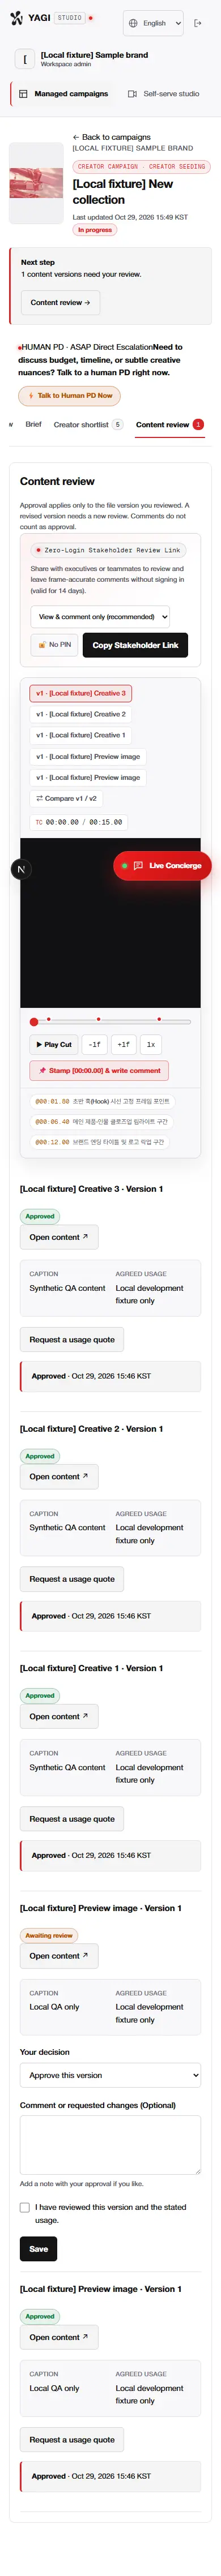 YAGI STUDIO
English
[ [Local fixture] Sample brand
Workspace admin
Managed campaigns
Self-serve studio
← Back to campaigns
[LOCAL FIXTURE] SAMPLE BRAND
CREATOR CAMPAIGN · CREATOR SEEDING
[Local fixture] New
collection
Last updated Oct 29, 2026 15:49 KST
In progress
Next step
1 content versions need your review.
Content review →
HUMAN PD · ASAP Direct EscalationNeed to
discuss budget, timeline, or subtle creative
nuances? Talk to a human PD right now.
Talk to Human PD Now
w Brief Creator shortlist 5 Content review 1
Content review
Approval applies only to the file version you reviewed. A
revised version needs a new review. Comments do not
count as approval.
Zero-Login Stakeholder Review Link
Share with executives or teammates to review and
leave frame-accurate comments without signing in
(valid for 14 days).
View & comment only (recommended)
No PIN
Copy Stakeholder Link
v1 · [Local fixture] Creative 3
v1 · [Local fixture] Creative 2
v1 · [Local fixture] Creative 1
v1 · [Local fixture] Preview image
v1 · [Local fixture] Preview image
⇄ Compare v1 / v2
TC 00:00.00 / 00:15.00
N
Live Concierge
▶ Play Cut
-1f
+1f
1x
📌 Stamp [00:00.00] & write comment
@00:01.80 초반 훅(Hook) 시선 고정 프레임 포인트
@00:06.40 메인 제품·인물 클로즈업 림라이트 구간
@00:12.00 브랜드 엔딩 타이틀 및 로고 락업 구간
[Local fixture] Creative 3 · Version 1
Approved
Open content ↗
CAPTION
Synthetic QA content
AGREED USAGE
Local development
fixture only
Request a usage quote
Approved · Oct 29, 2026 15:46 KST
[Local fixture] Creative 2 · Version 1
Approved
Open content ↗
CAPTION
Synthetic QA content
AGREED USAGE
Local development
fixture only
Request a usage quote
Approved · Oct 29, 2026 15:46 KST
[Local fixture] Creative 1 · Version 1
Approved
Open content ↗
CAPTION
Synthetic QA content
AGREED USAGE
Local development
fixture only
Request a usage quote
Approved · Oct 29, 2026 15:46 KST
[Local fixture] Preview image · Version 1
Awaiting review
Open content ↗
CAPTION
Local QA only
AGREED USAGE
Local development
fixture only
Your decision
Approve this version
Comment or requested changes (Optional)
Add a note with your approval if you like.
I have reviewed this version and the stated
usage.
Save
[Local fixture] Preview image · Version 1
Approved
Open content ↗
CAPTION
Local QA only
AGREED USAGE
Local development
fixture only
Request a usage quote
Approved · Oct 29, 2026 15:46 KST